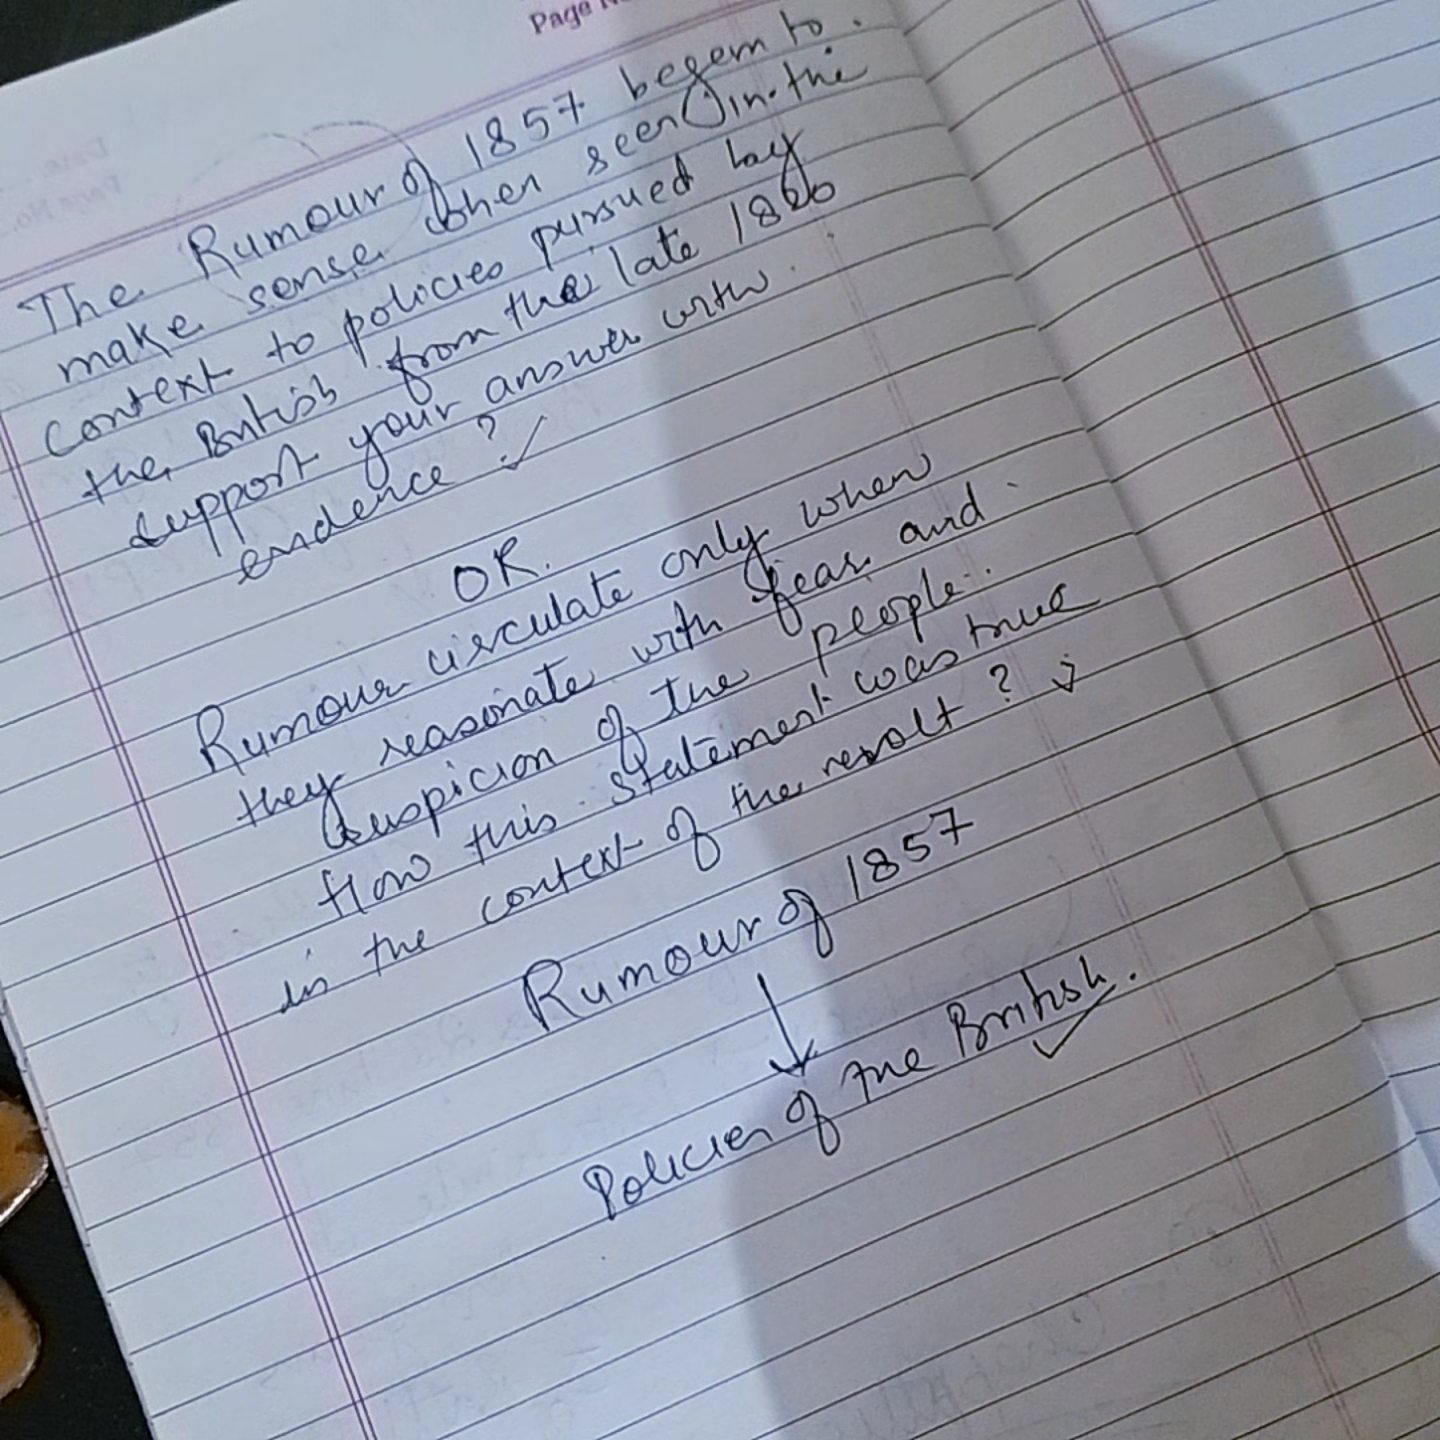 Page N
The Rumour of 1857 begem to.
make sense when seen in the
context to policies pursued by
the British from the late 1820
support your answer with
evidence ?
OR.
Rumour circulate only when
they reasonate with fear and
suspicion of the people.
How this statement was true
in the context of the revolt ?
Rumour of 1857
↓
Policies of the British.